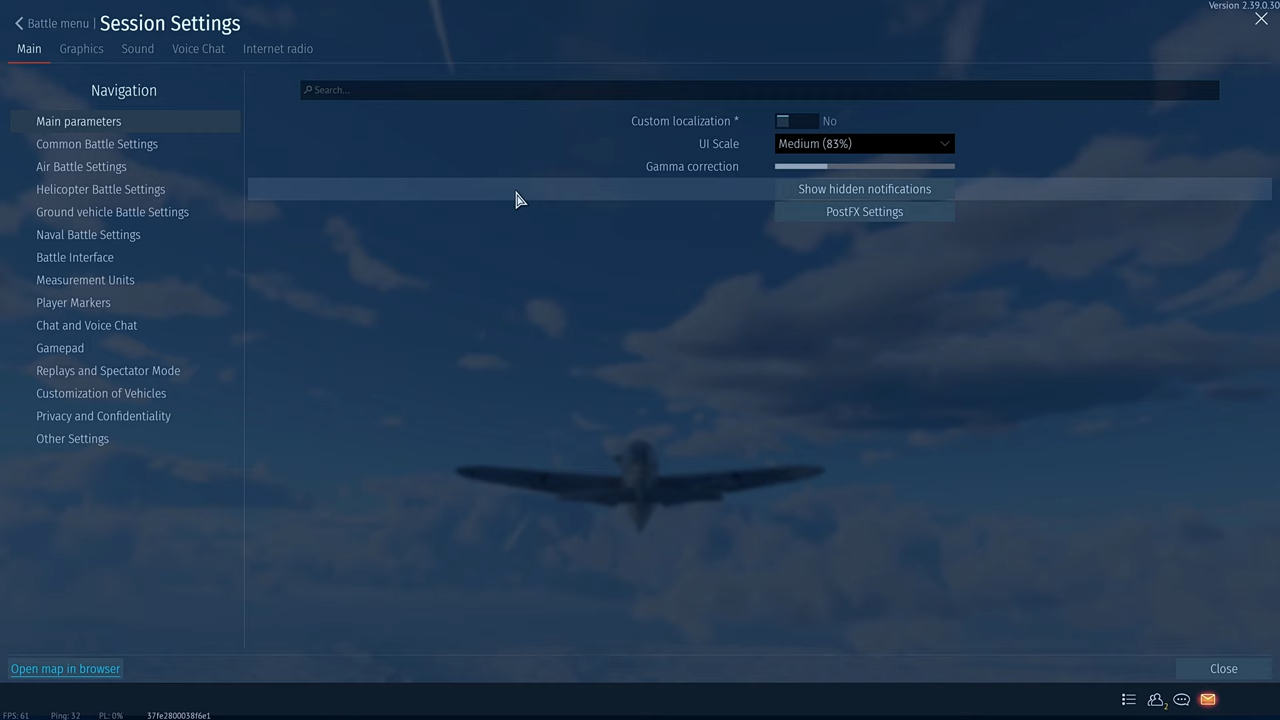 Version 2.39.0.30
Battle menu | Session Settings
Main Graphics Sound Voice Chat Internet radio
Navigation
Search...
Main parameters
Common Battle Settings
Air Battle Settings
Helicopter Battle Settings
Ground vehicle Battle Settings
Naval Battle Settings
Battle Interface
Measurement Units
Player Markers
Chat and Voice Chat
Gamepad
Replays and Spectator Mode
Customization of Vehicles
Privacy and Confidentiality
Other Settings
Custom localization * No
UI Scale Medium (83%)
Gamma correction
Show hidden notifications
PostFX Settings
Open map in browser
Close
2
FPS: 61 Ping: 32 PL: 0% 37fe2800038f6e1